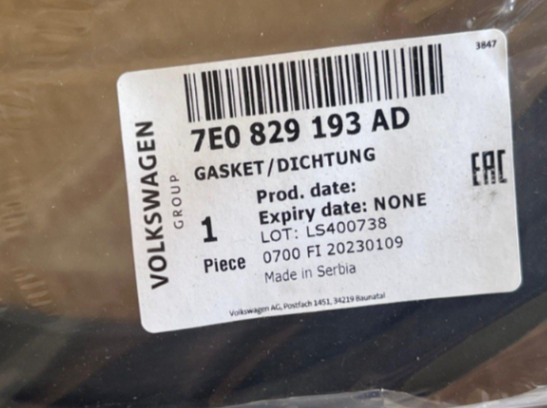 3847
7E0 829 193 AD
GASKET/DICHTUNG
EAC
VOLKSWAGEN
GROUP
Prod. date:
Expiry date: NONE
1
Piece
LOT: LS400738
0700 FI 20230109
Made in Serbia
Volkswagen AG, Postfach 1451, 34219 Baunatal